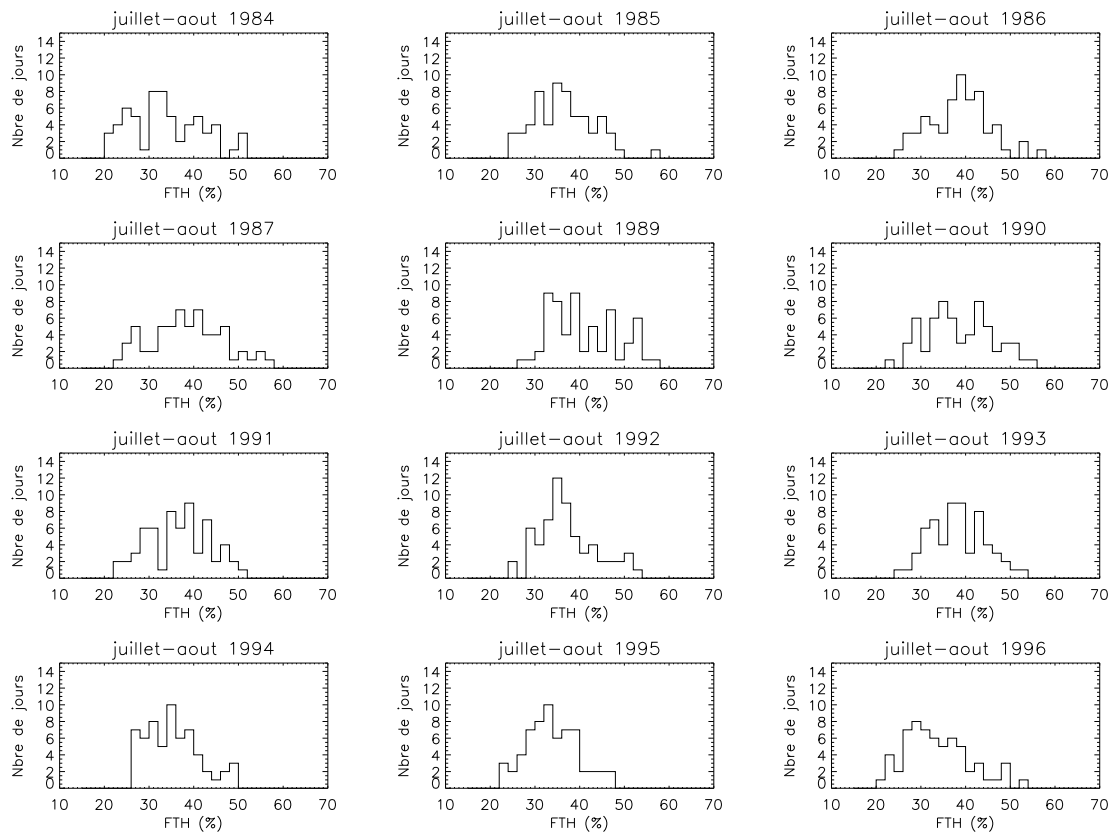 juillet-aout 1984
Nbre de jours
14
12
10
8
6
4
2
0
10 20 30 40 50 60 70
FTH (%)
juillet-aout 1985
Nbre de jours
14
12
10
8
6
4
2
0
10 20 30 40 50 60 70
FTH (%)
juillet-aout 1986
Nbre de jours
14
12
10
8
6
4
2
0
10 20 30 40 50 60 70
FTH (%)
juillet-aout 1987
Nbre de jours
14
12
10
8
6
4
2
0
10 20 30 40 50 60 70
FTH (%)
juillet-aout 1989
Nbre de jours
14
12
10
8
6
4
2
0
10 20 30 40 50 60 70
FTH (%)
juillet-aout 1990
Nbre de jours
14
12
10
8
6
4
2
0
10 20 30 40 50 60 70
FTH (%)
juillet-aout 1991
Nbre de jours
14
12
10
8
6
4
2
0
10 20 30 40 50 60 70
FTH (%)
juillet-aout 1992
Nbre de jours
14
12
10
8
6
4
2
0
10 20 30 40 50 60 70
FTH (%)
juillet-aout 1993
Nbre de jours
14
12
10
8
6
4
2
0
10 20 30 40 50 60 70
FTH (%)
juillet-aout 1994
Nbre de jours
14
12
10
8
6
4
2
0
10 20 30 40 50 60 70
FTH (%)
juillet-aout 1995
Nbre de jours
14
12
10
8
6
4
2
0
10 20 30 40 50 60 70
FTH (%)
juillet-aout 1996
Nbre de jours
14
12
10
8
6
4
2
0
10 20 30 40 50 60 70
FTH (%)